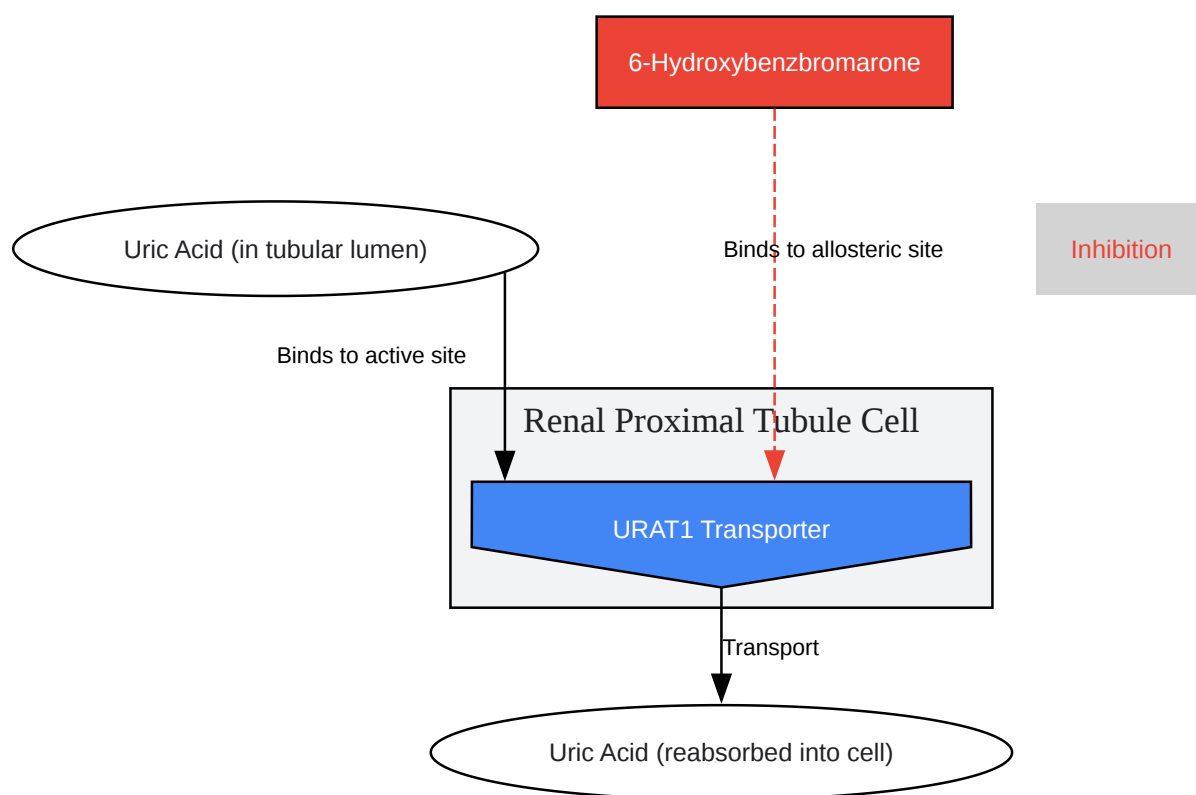 6-Hydroxybenzbromarone
Uric Acid (in tubular lumen)
Binds to allosteric site
Inhibition
Binds to active site
Renal Proximal Tubule Cell
URAT1 Transporter
Transport
Uric Acid (reabsorbed into cell)